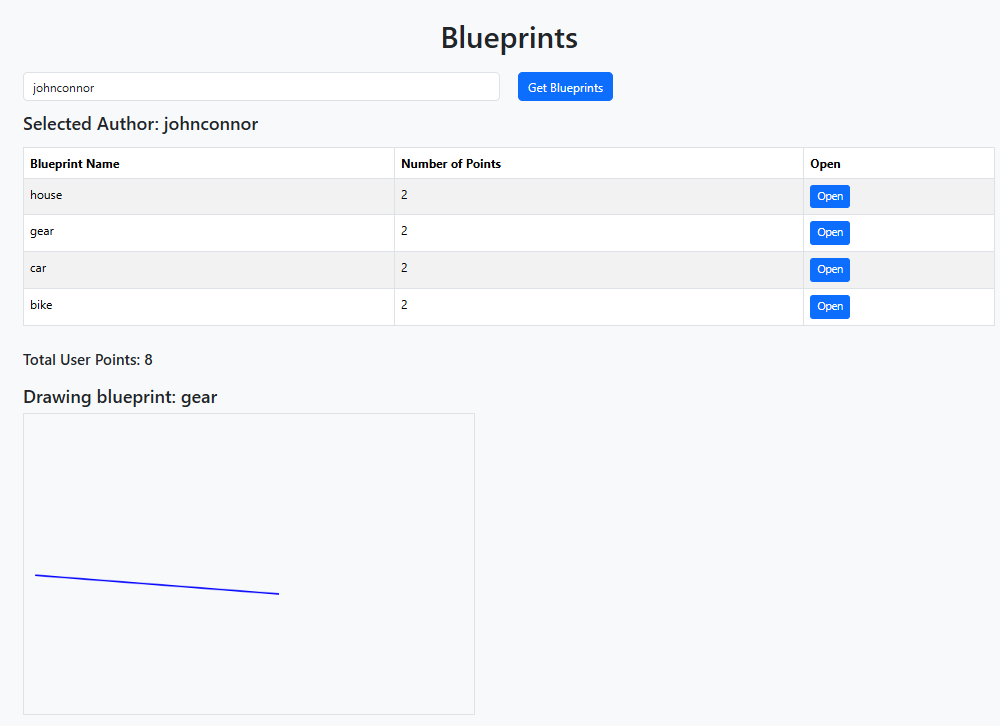 Blueprints
johnconnor Get Blueprints
Selected Author: johnconnor
Blueprint Name Number of Points Open
house 2 Open
gear 2 Open
car 2 Open
bike 2 Open
Total User Points: 8
Drawing blueprint: gear